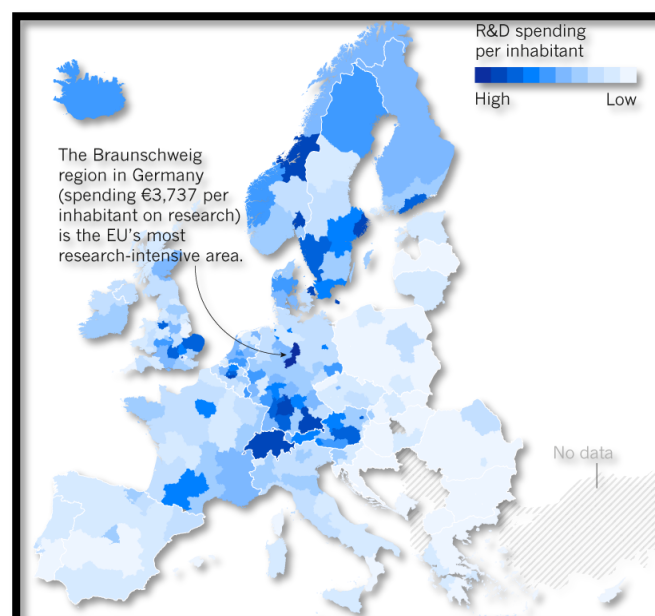 R&D spending
per inhabitant
High Low
The Braunschweig
region in Germany
(spending €3,737 per
inhabitant on research)
is the EU's most
research-intensive area.
No data